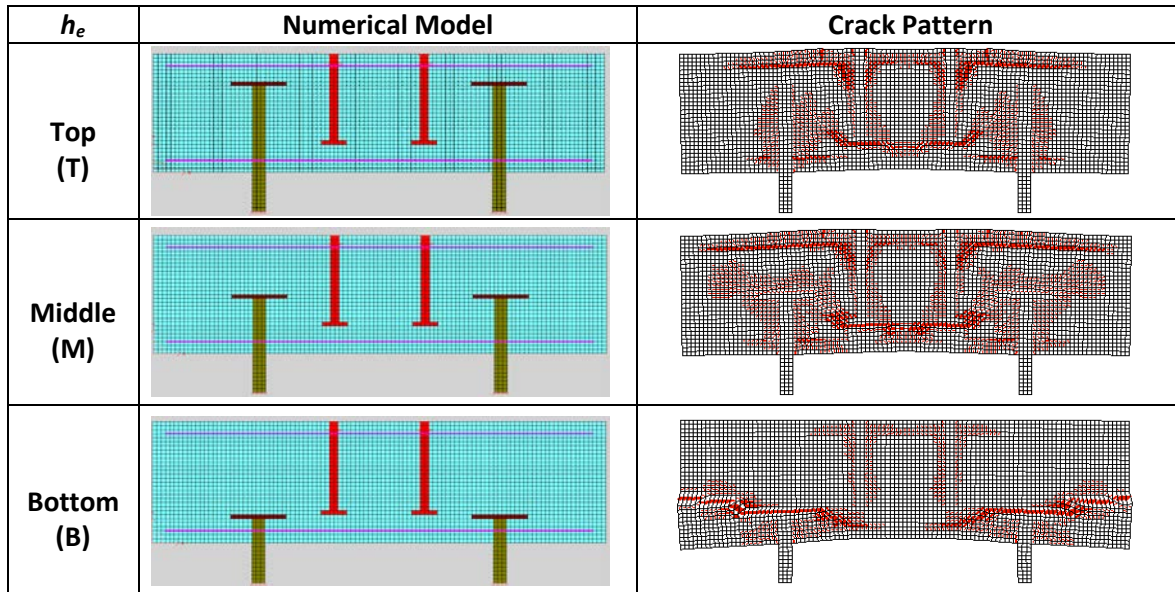 he Numerical Model Crack Pattern
Top
(T)
Middle
(M)
Bottom
(B)